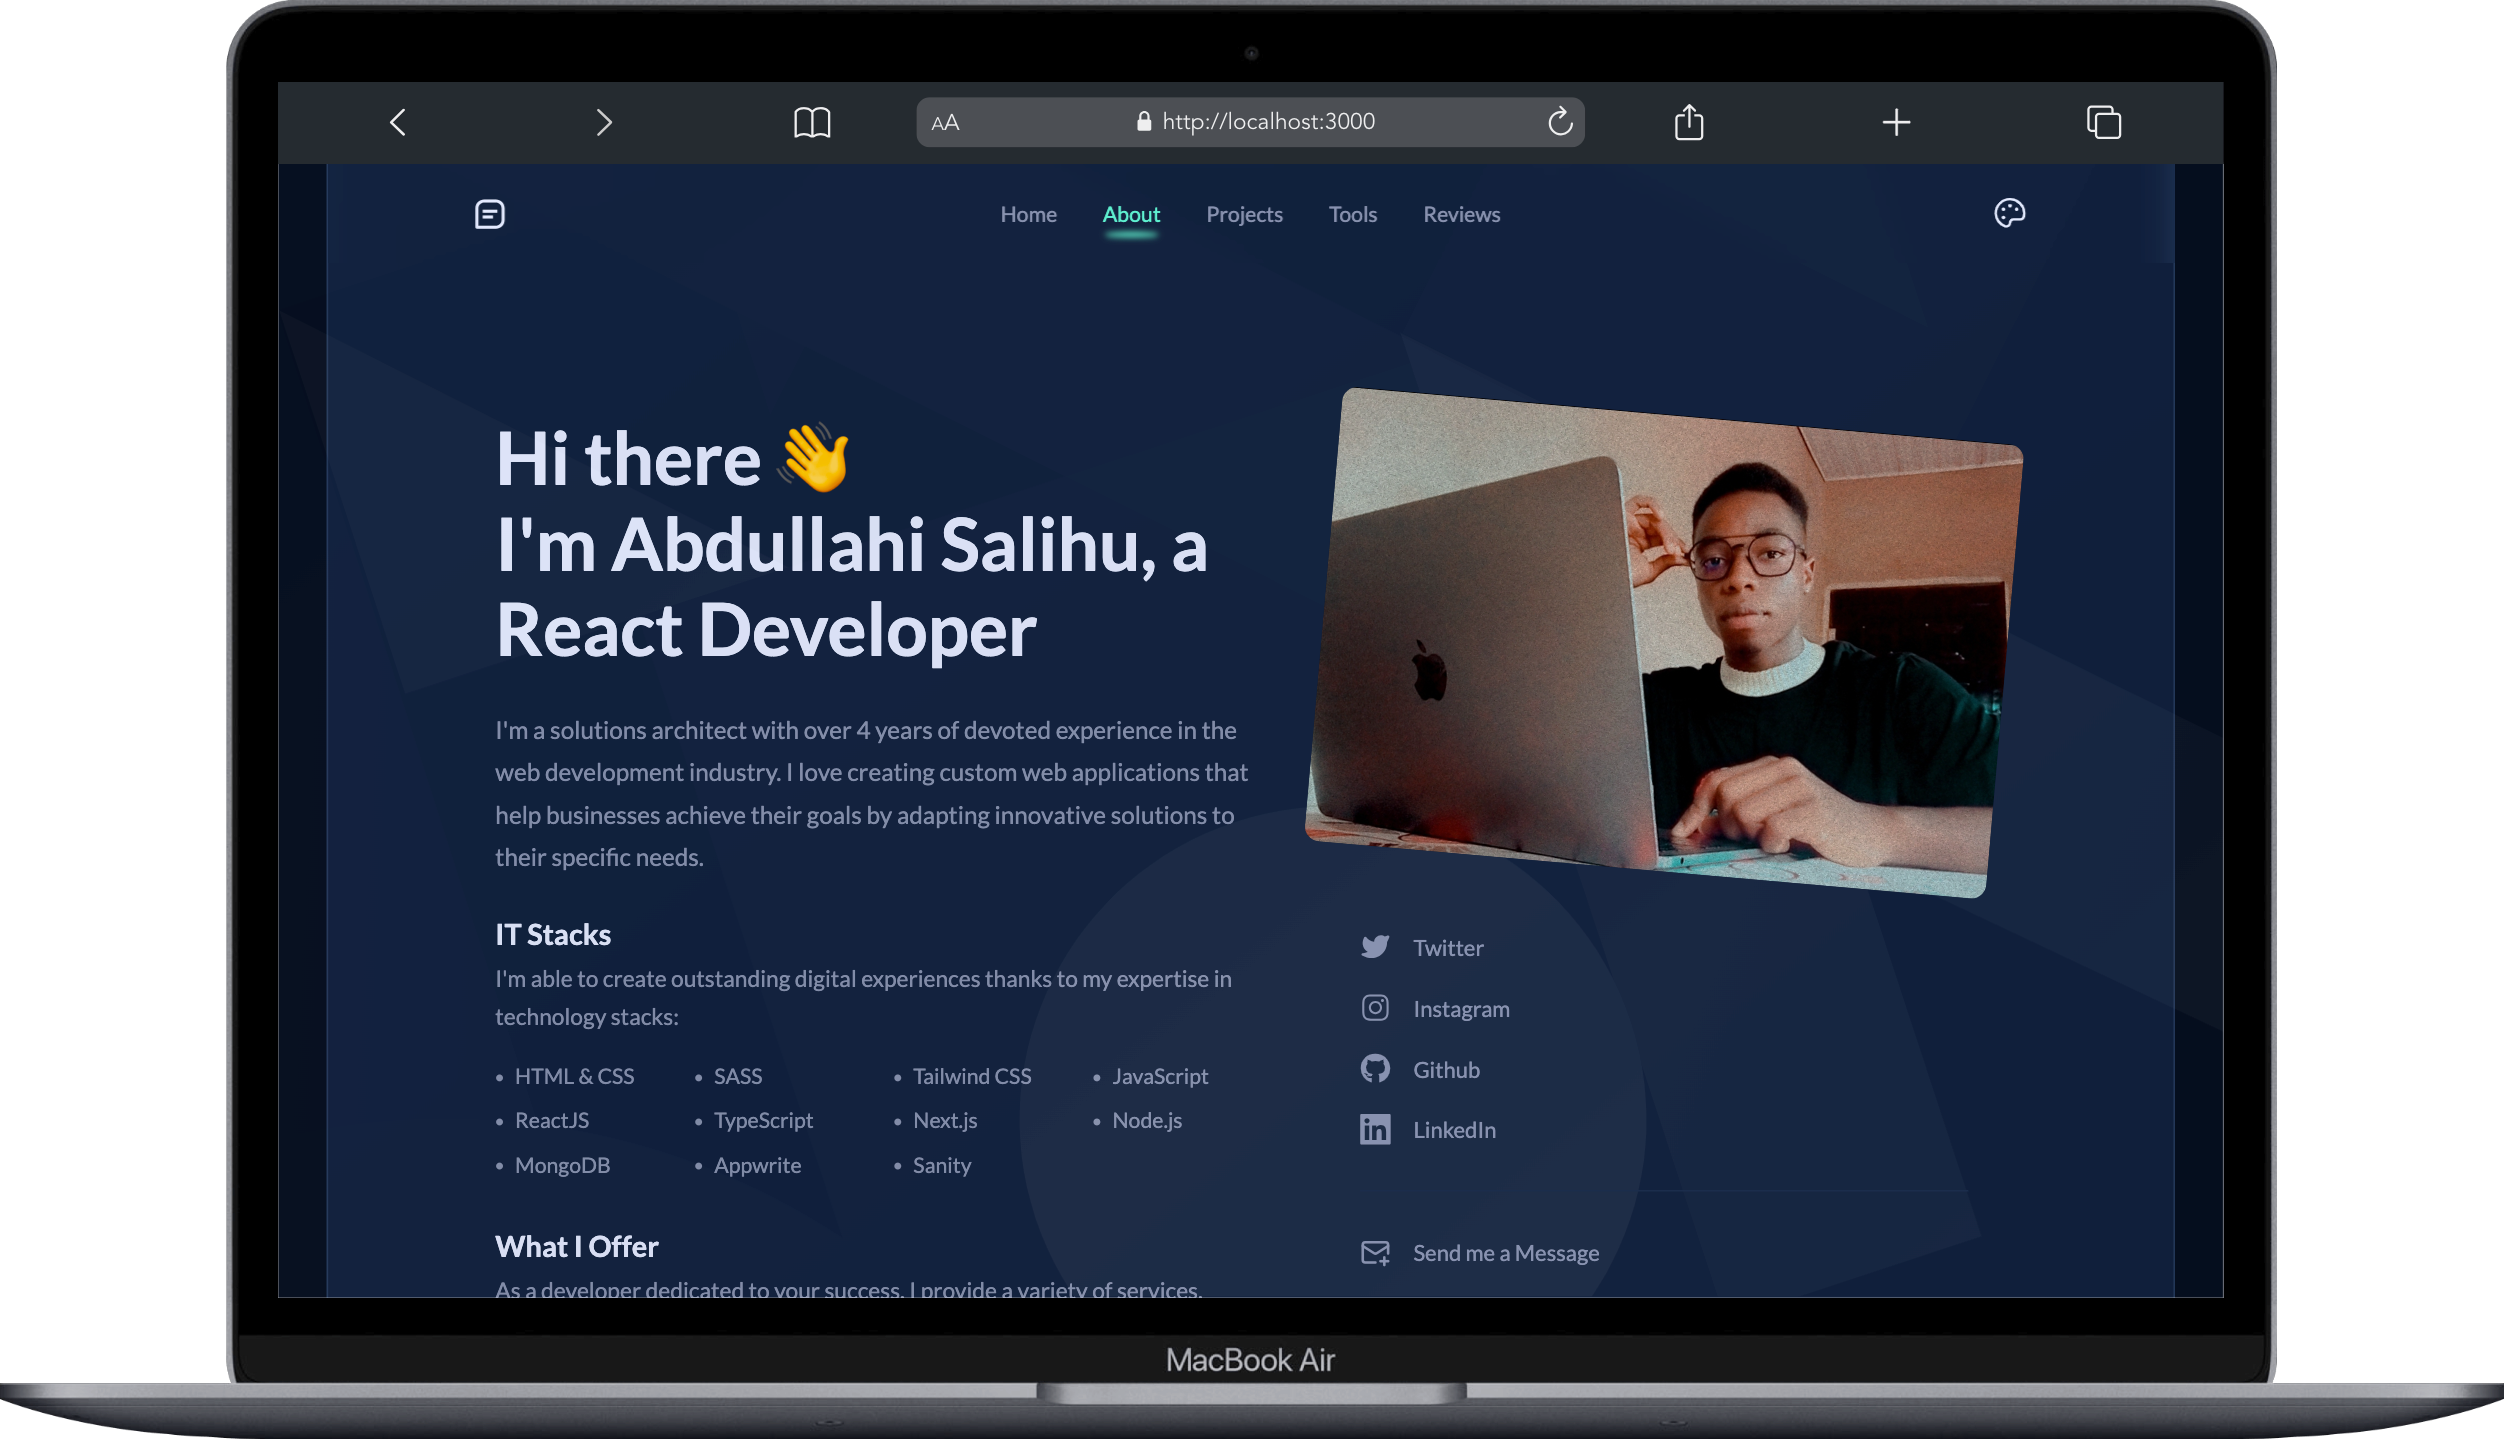 AA http://localhost:3000
Home About Projects Tools Reviews
Hi there 👋
I'm Abdullahi Salihu, a
React Developer
I'm a solutions architect with over 4 years of devoted experience in the
web development industry. I love creating custom web applications that
help businesses achieve their goals by adapting innovative solutions to
their specific needs.
IT Stacks
I'm able to create outstanding digital experiences thanks to my expertise in
technology stacks:
• HTML & CSS • SASS • Tailwind CSS • JavaScript
• ReactJS • TypeScript • Next.js • Node.js
• MongoDB • Appwrite • Sanity
What I Offer
As a developer dedicated to your success, I provide a variety of services,
Twitter
Instagram
Github
LinkedIn
Send me a Message
MacBook Air